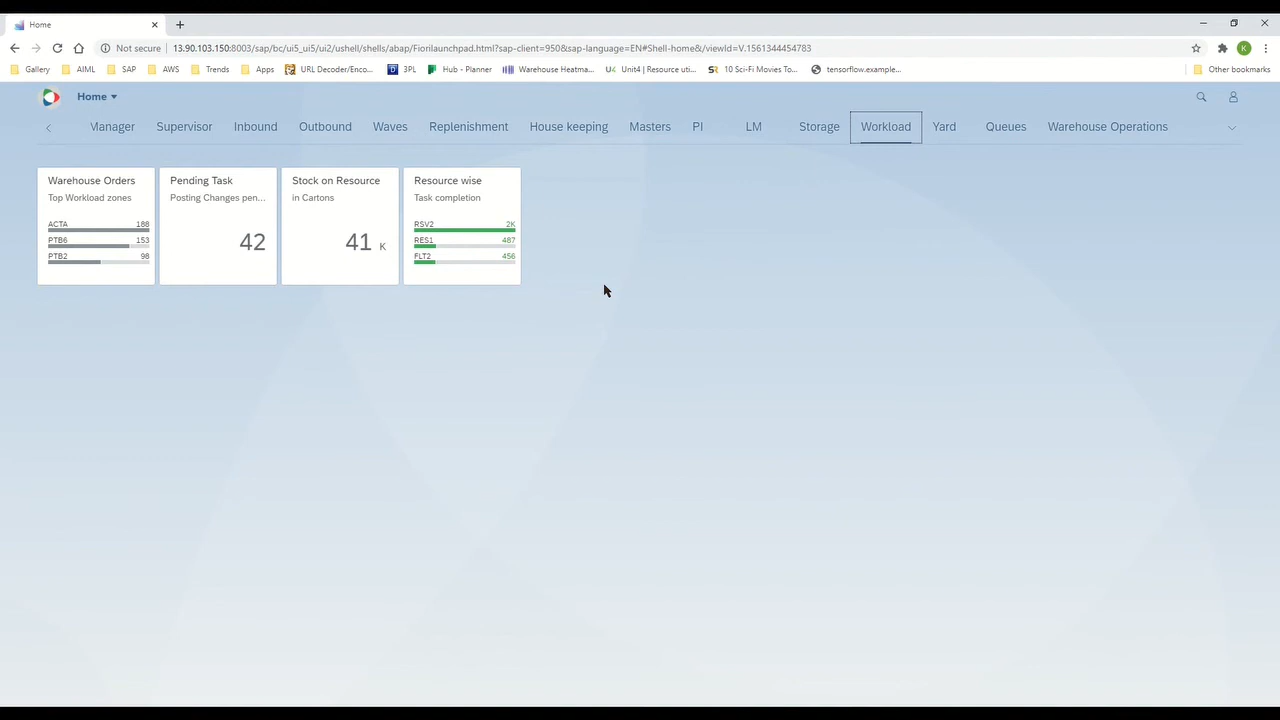 Home
Not secure
13.90.103.150:8003/sap/bc/ui5_ui5/ui2/ushell/shells/abap/Fiorilaunchpad.html?sap-client=950&sap-language=EN#Shell-home&/viewId=V.1561344454783
K
Gallery AIML SAP AWS Trends Apps URL Decoder/Enco... 3PL Hub - Planner Warehouse Heatma... Unit4 | Resource uti... 10 Sci-Fi Movies To... tensorflow.example... Other bookmarks
Home
Manager Supervisor Inbound Outbound Waves Replenishment House keeping Masters PI LM Storage Workload Yard Queues Warehouse Operations
Warehouse Orders
Top Workload zones
ACTA 188
PTB6 153
PTB2 98
Pending Task
Posting Changes pen...
42
Stock on Resource
in Cartons
41 K
Resource wise
Task completion
RSV2 2K
RES1 487
FLT2 456